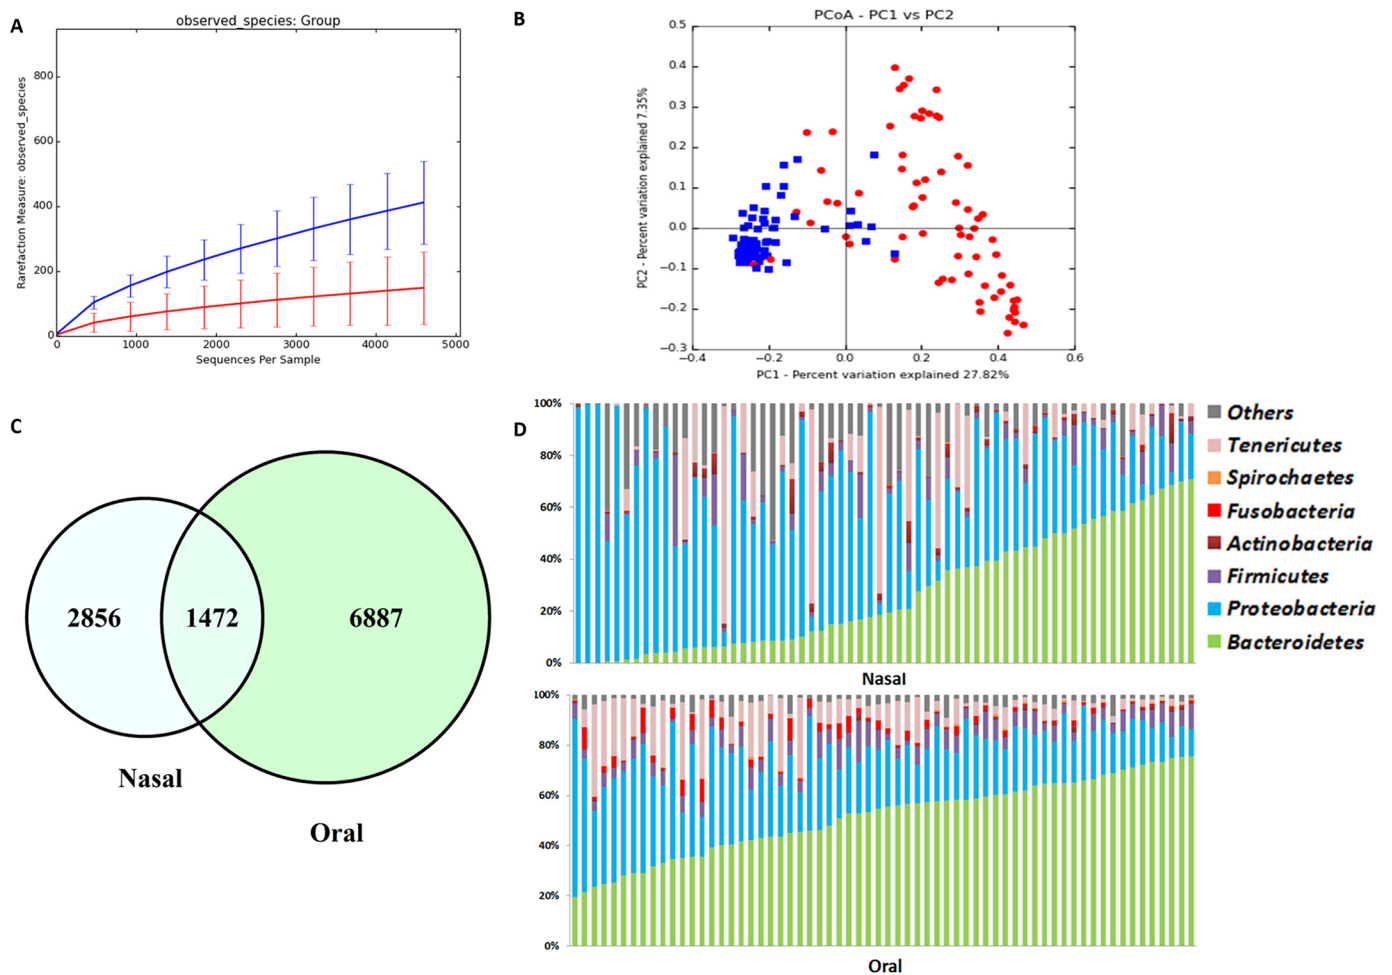 A
observed_species: Group
Rarefaction Measure: observed_species
800
600
400
200
0
0 1000 2000 3000 4000 5000
Sequences Per Sample
B
PCoA - PC1 vs PC2
PC2 - Percent variation explained 7.35%
0.5
0.4
0.3
0.2
0.1
0.0
−0.1
−0.2
−0.3
−0.4 −0.2 0.0 0.2 0.4 0.6
PC1 - Percent variation explained 27.82%
C
2856 1472 6887
Nasal
Oral
D
100%
80%
60%
40%
20%
0%
Nasal
100%
80%
60%
40%
20%
0%
Oral
Others
Tenericutes
Spirochaetes
Fusobacteria
Actinobacteria
Firmicutes
Proteobacteria
Bacteroidetes